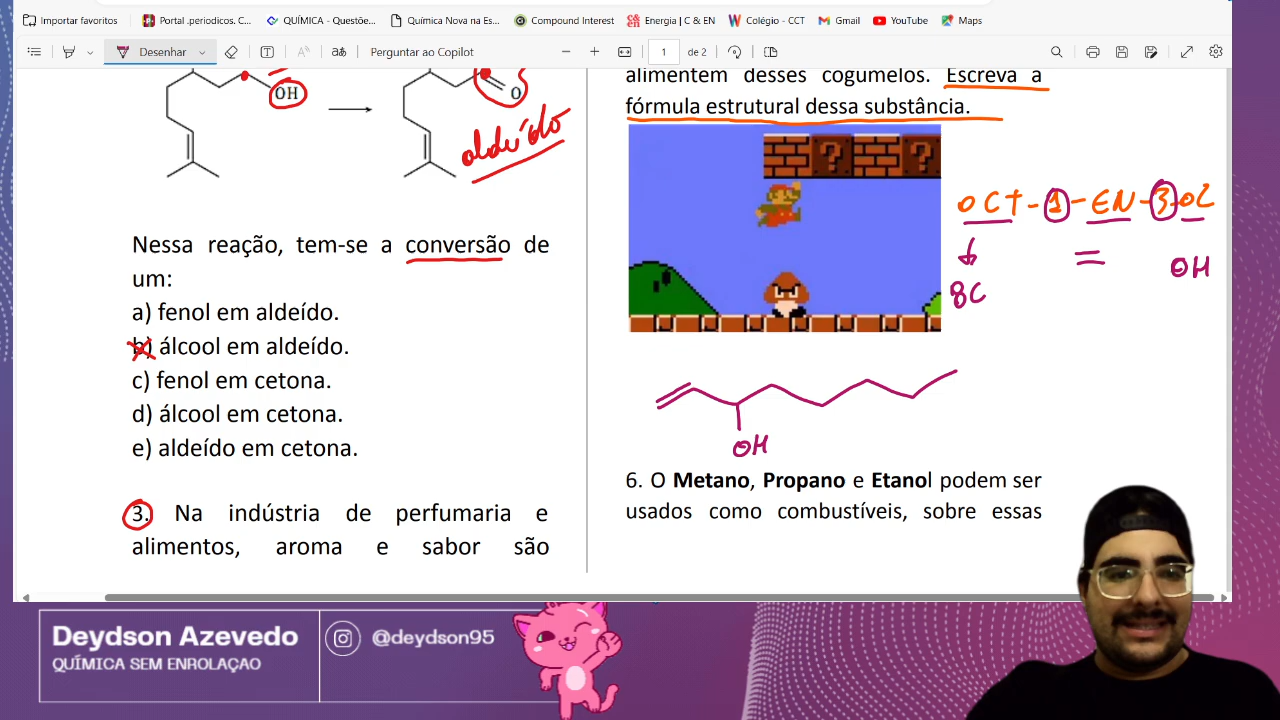 Importar favoritos
Portal .periodicos. C...
QUÍMICA - Questõe...
Química Nova na Es...
Compound Interest
Energia | C & EN
Colégio - CCT
Gmail
YouTube
Maps
Desenhar
aあ
Perguntar ao Copilot
1
de 2
OH
O
aldeído
Nessa reação, tem-se a conversão de
um:
a) fenol em aldeído.
b) álcool em aldeído.
c) fenol em cetona.
d) álcool em cetona.
e) aldeído em cetona.
3. Na indústria de perfumaria e
alimentos, aroma e sabor são
alimentem desses cogumelos. Escreva a
fórmula estrutural dessa substância.
? ?
OCT-1-EN-3-OL
8C
=
OH
OH
6. O Metano, Propano e Etanol podem ser
usados como combustíveis, sobre essas
Deydson Azevedo
QUÍMICA SEM ENROLAÇAO
@deydson95